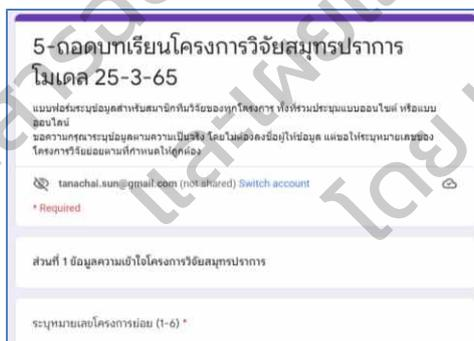 5-ถอดบทเรียนโครงการวิจัยสมุทรปราการ
โมเดล 25-3-65
แบบฟอร์มระบุข้อมูลสำหรับสมาชิกทีมวิจัยของทุกโครงการ ทั้งที่ร่วมประชุมแบบออนไซต์ หรือแบบ
ออนไลน์
ขอความกรุณาระบุข้อมูลตามความเป็นจริง โดยไม่ต้องลงชื่อผู้ให้ข้อมูล แต่ขอให้ระบุหมายเลขของ
โครงการวิจัยย่อยตามที่กำหนดให้ถูกต้อง
tanachai.sun@gmail.com (not shared) Switch account
* Required
ส่วนที่ 1 ข้อมูลความเข้าใจโครงการวิจัยสมุทรปราการ
ระบุหมายเลขโครงการย่อย (1-6) *